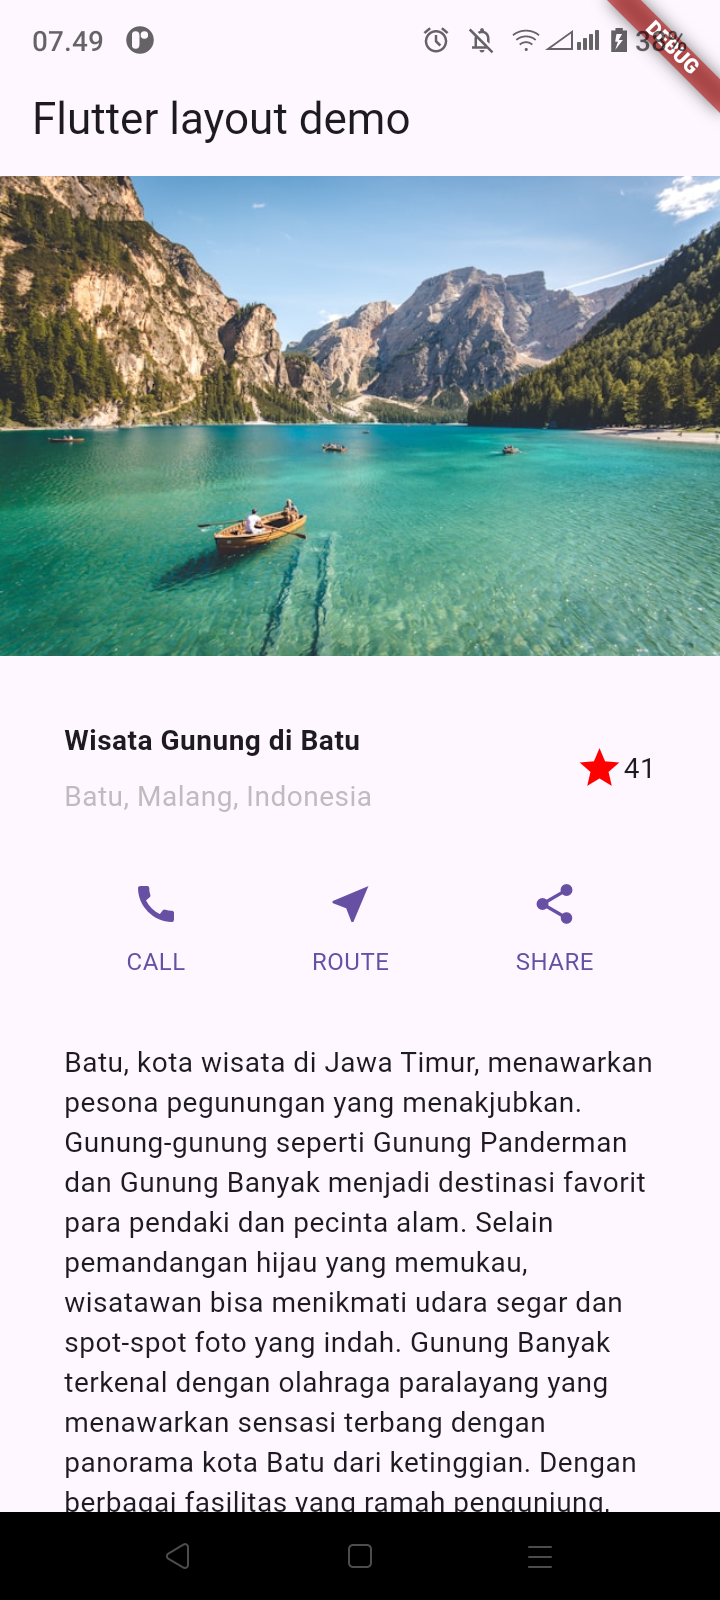 07.49
38%
DEBUG
Flutter layout demo
Wisata Gunung di Batu
Batu, Malang, Indonesia
41
CALL
ROUTE
SHARE
Batu, kota wisata di Jawa Timur, menawarkan
pesona pegunungan yang menakjubkan.
Gunung-gunung seperti Gunung Panderman
dan Gunung Banyak menjadi destinasi favorit
para pendaki dan pecinta alam. Selain
pemandangan hijau yang memukau,
wisatawan bisa menikmati udara segar dan
spot-spot foto yang indah. Gunung Banyak
terkenal dengan olahraga paralayang yang
menawarkan sensasi terbang dengan
panorama kota Batu dari ketinggian. Dengan
berbagai fasilitas yang ramah pengunjung,